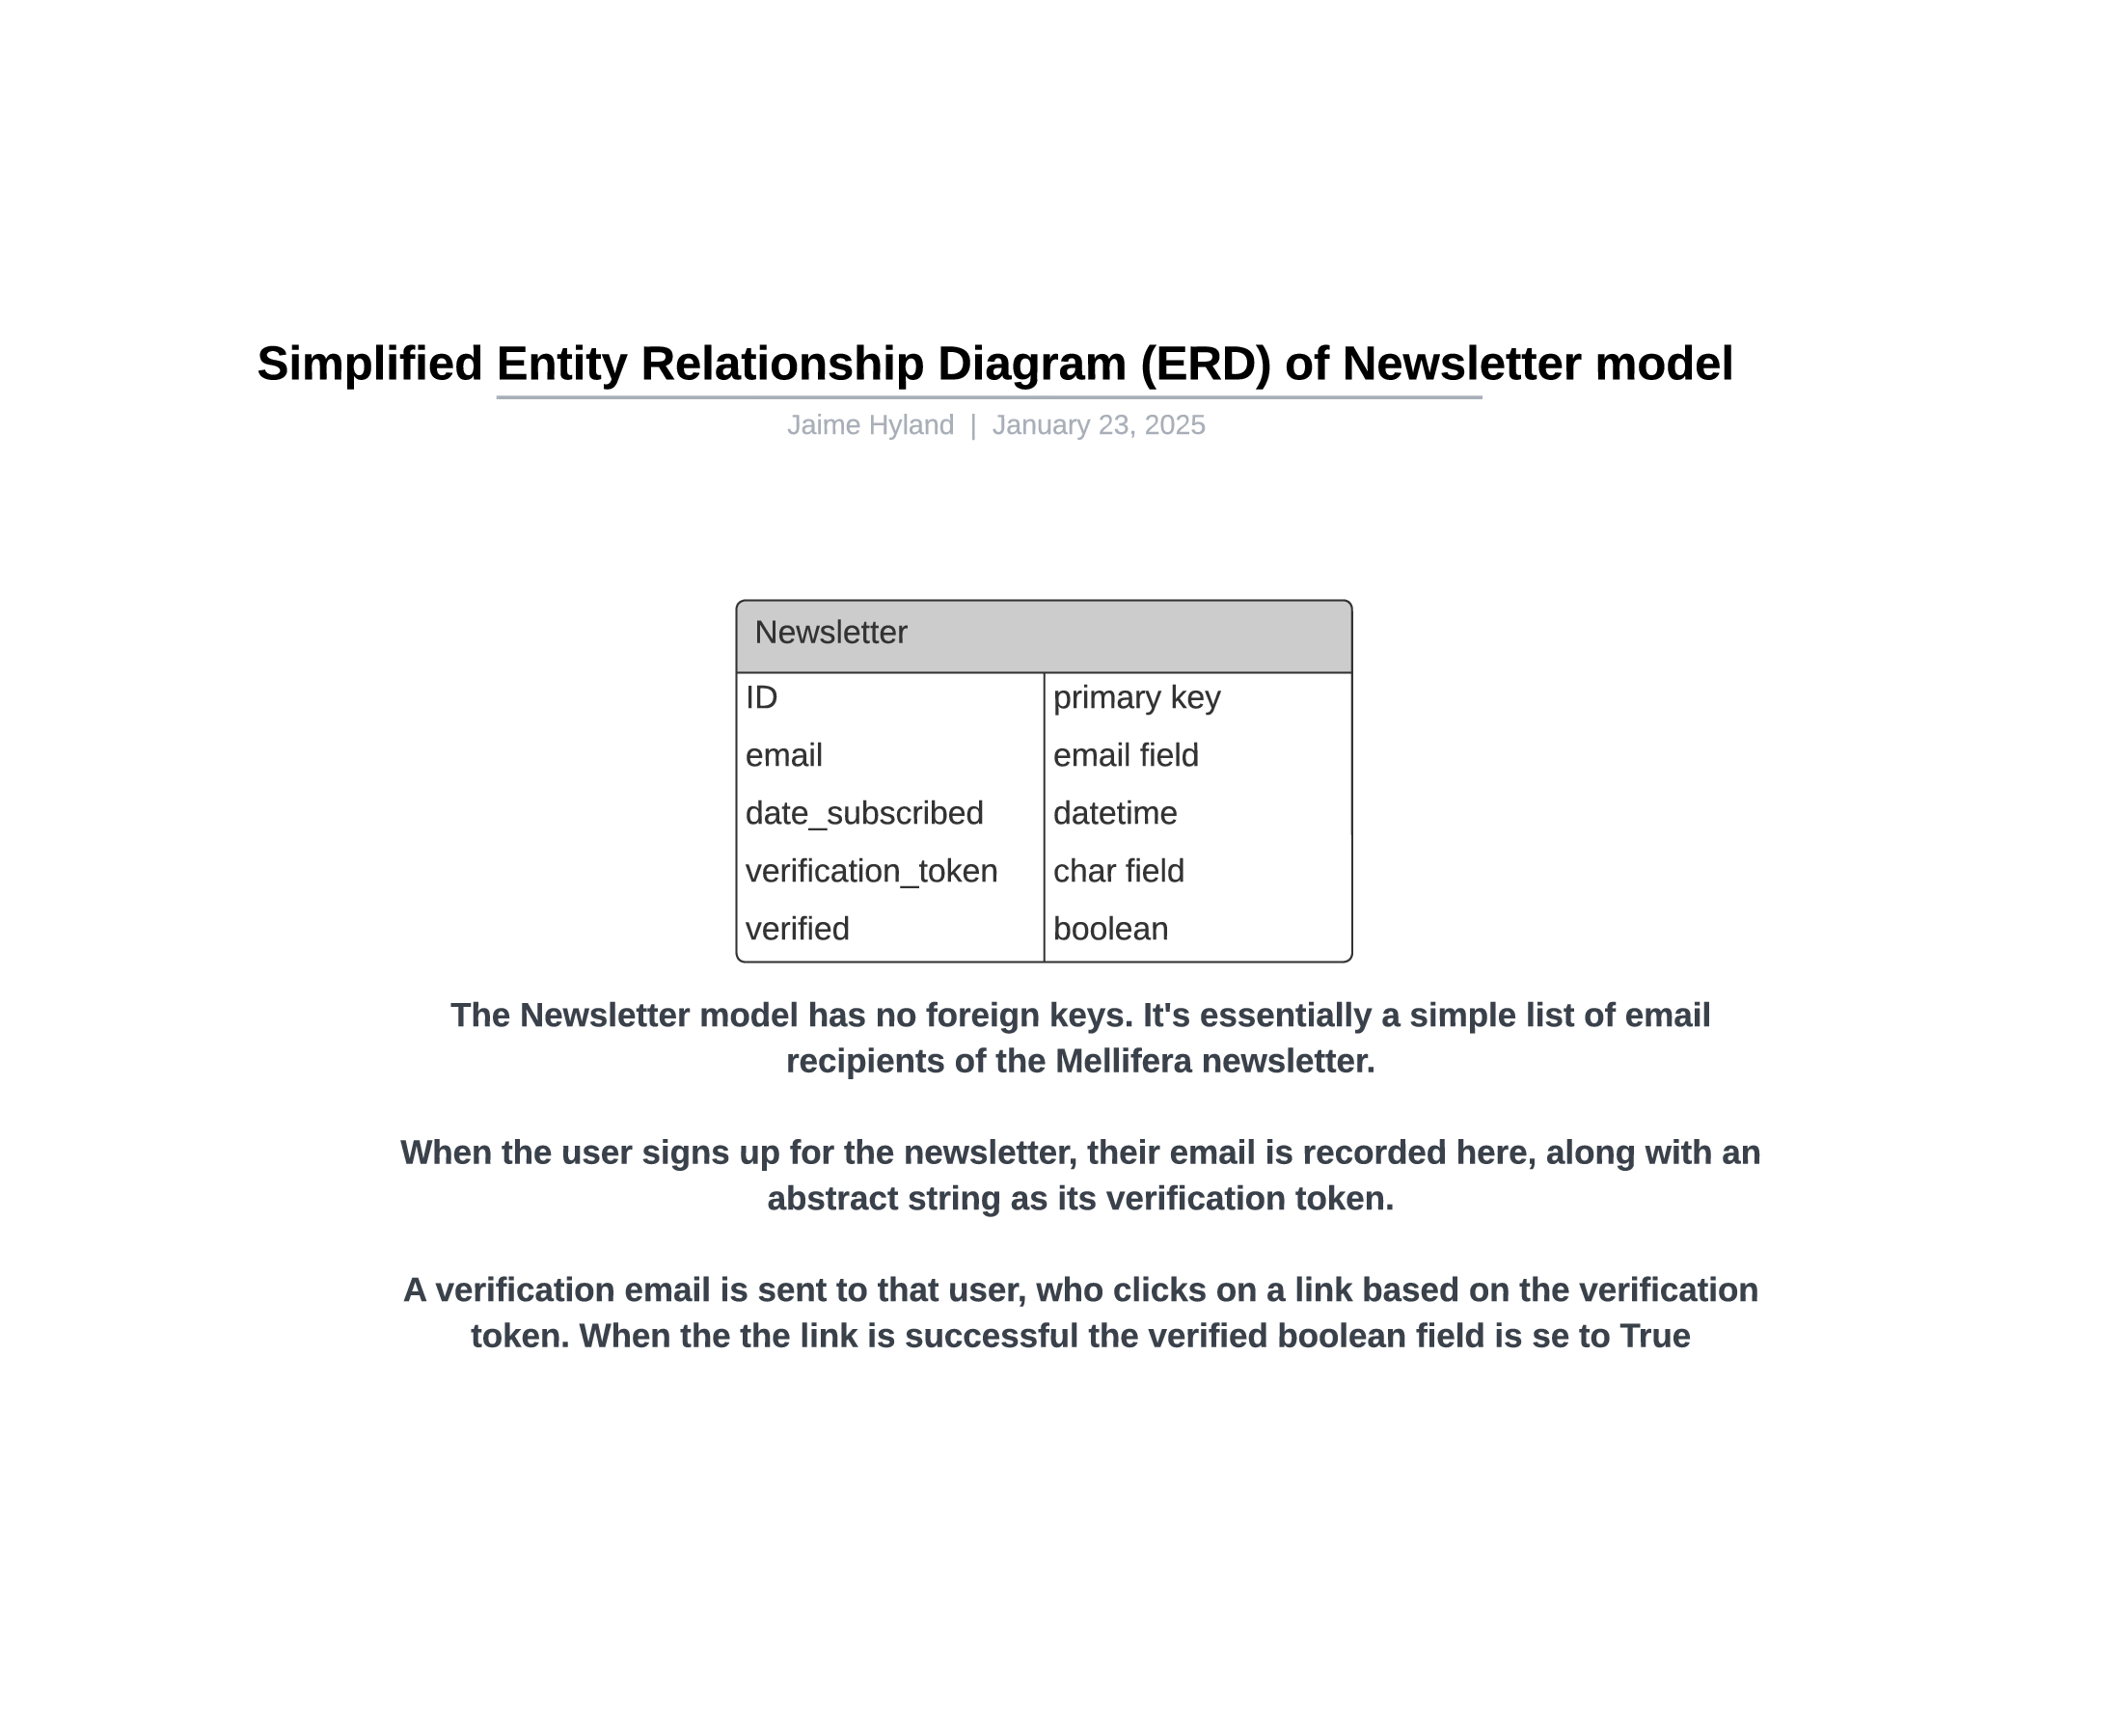 Simplified Entity Relationship Diagram (ERD) of Newsletter model
Jaime Hyland | January 23, 2025
Newsletter
ID primary key
email email field
date_subscribed datetime
verification_token char field
verified boolean
The Newsletter model has no foreign keys. It's essentially a simple list of email
recipients of the Mellifera newsletter.
When the user signs up for the newsletter, their email is recorded here, along with an
abstract string as its verification token.
A verification email is sent to that user, who clicks on a link based on the verification
token. When the the link is successful the verified boolean field is se to True